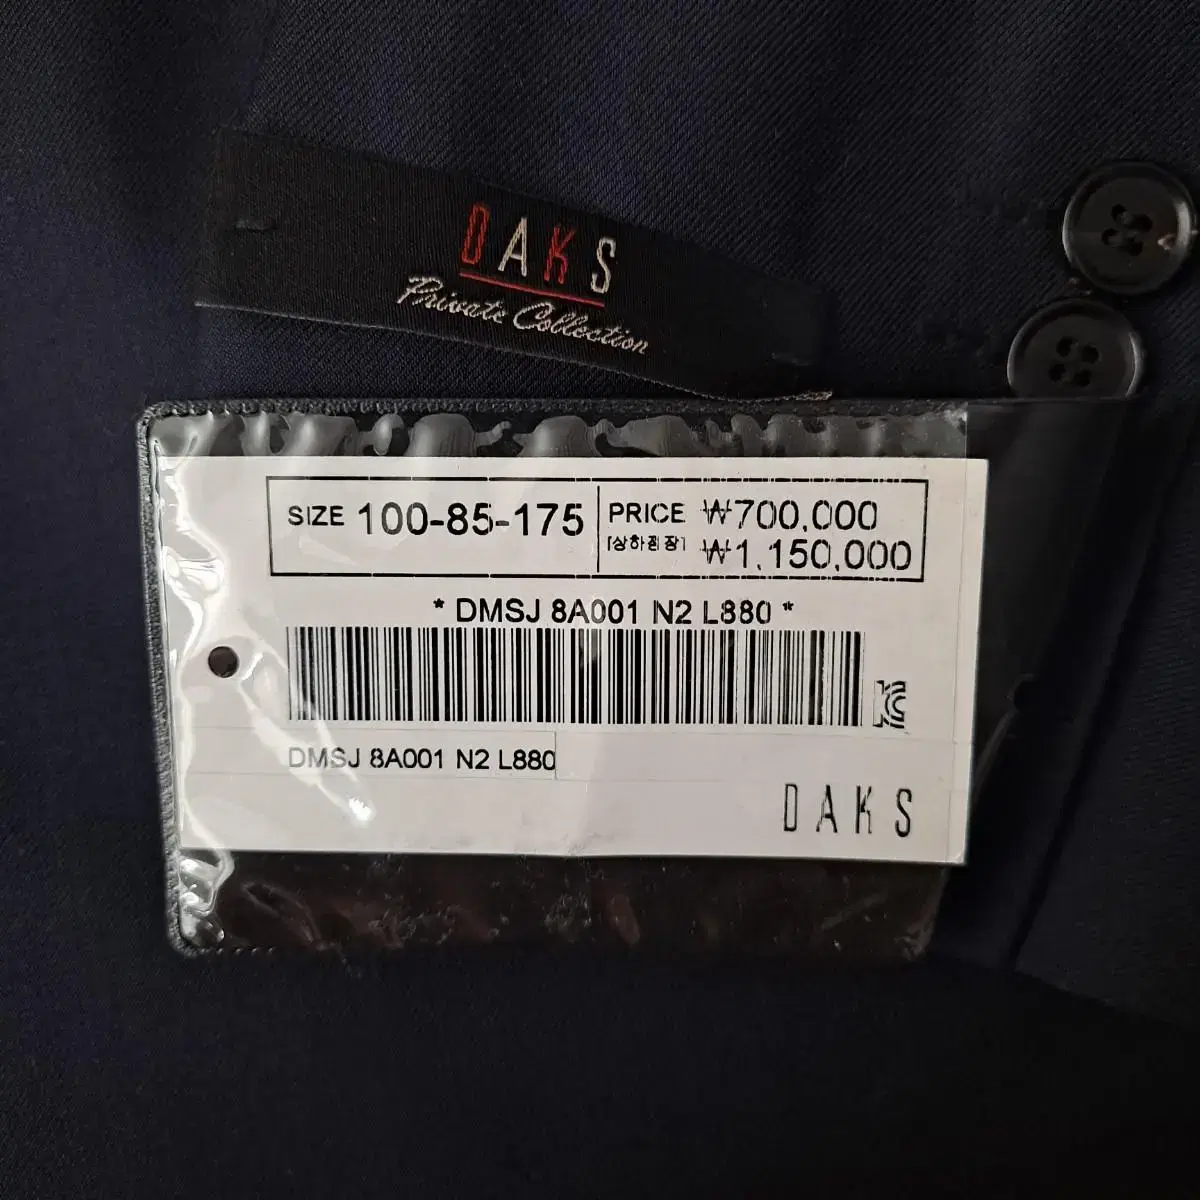 DAKS
Private Collection
SIZE 100-85-175
PRICE ₩700,000
[상하정장] ₩1,150,000
* DMSJ 8A001 N2 L880 *
DMSJ 8A001 N2 L880
DAKS